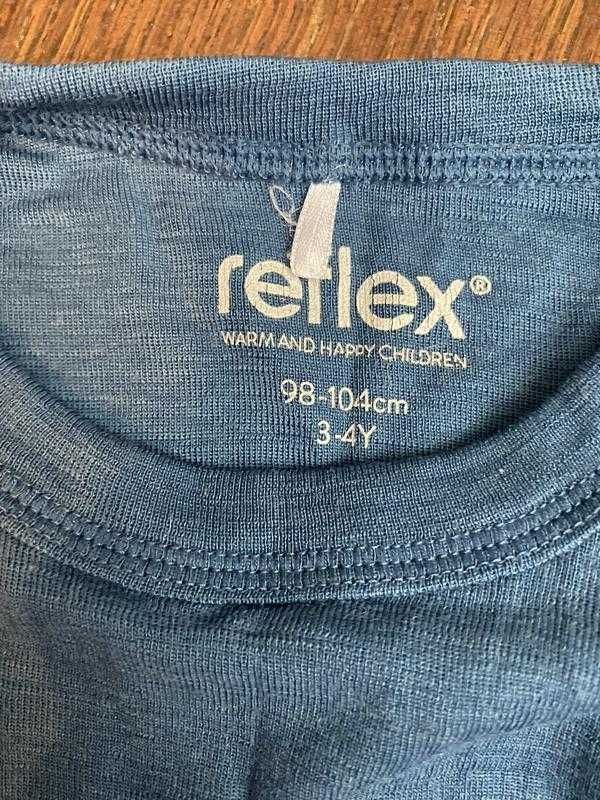 reflex®
WARM AND HAPPY CHILDREN
98-104cm
3-4Y